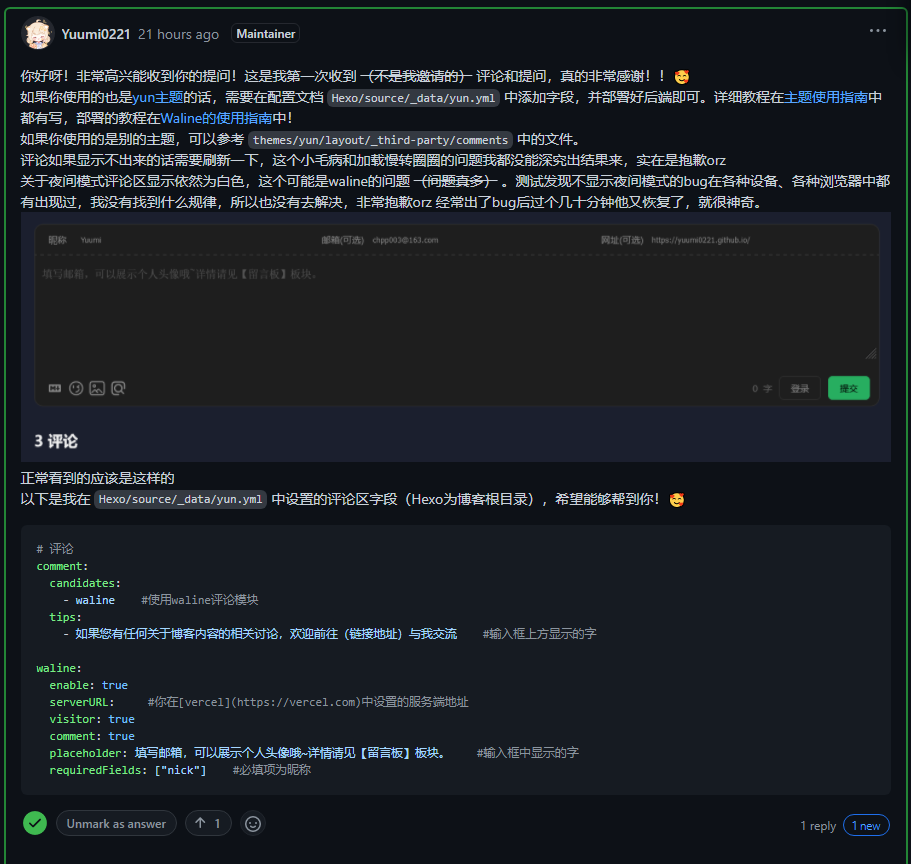 Yuumi0221 21 hours ago Maintainer
你好呀！非常高兴能收到你的提问！这是我第一次收到（不是我邀请的）评论和提问，真的非常感谢！！🥰
如果你使用的也是yun主题的话，需要在配置文档 Hexo/source/_data/yun.yml 中添加字段，并部署好后端即可。详细教程在主题使用指南中
都有写，部署的教程在Waline的使用指南中！
如果你使用的是别的主题，可以参考 themes/yun/layout/_third-party/comments 中的文件。
评论如果显示不出来的话需要刷新一下，这个小毛病和加载慢转圈圈的问题我都没能深究出结果来，实在是抱歉orz
关于夜间模式评论区显示依然为白色，这个可能是waline的问题（问题真多）。测试发现不显示夜间模式的bug在各种设备、各种浏览器中都
有出现过，我没有找到什么规律，所以也没有去解决，非常抱歉orz 经常出了bug后过个几十分钟他又恢复了，就很神奇。
昵称 Yuumi 邮箱(可选) chpp003@163.com 网址(可选) https://yuumi0221.github.io/
填写邮箱，可以展示个人头像哦~详情请见【留言板】板块。
0 字 登录 提交
3 评论
正常看到的应该是这样的
以下是我在 Hexo/source/_data/yun.yml 中设置的评论区字段（Hexo为博客根目录），希望能够帮到你！🥰
# 评论
comment:
  candidates:
    - waline    #使用waline评论模块
  tips:
    - 如果您有任何关于博客内容的相关讨论，欢迎前往（链接地址）与我交流    #输入框上方显示的字
waline:
  enable: true
  serverURL:     #你在[vercel](https://vercel.com)中设置的服务端地址
  visitor: true
  comment: true
  placeholder: 填写邮箱，可以展示个人头像哦~详情请见【留言板】板块。    #输入框中显示的字
  requiredFields: ["nick"]    #必填项为昵称
Unmark as answer ↑ 1 1 reply 1 new